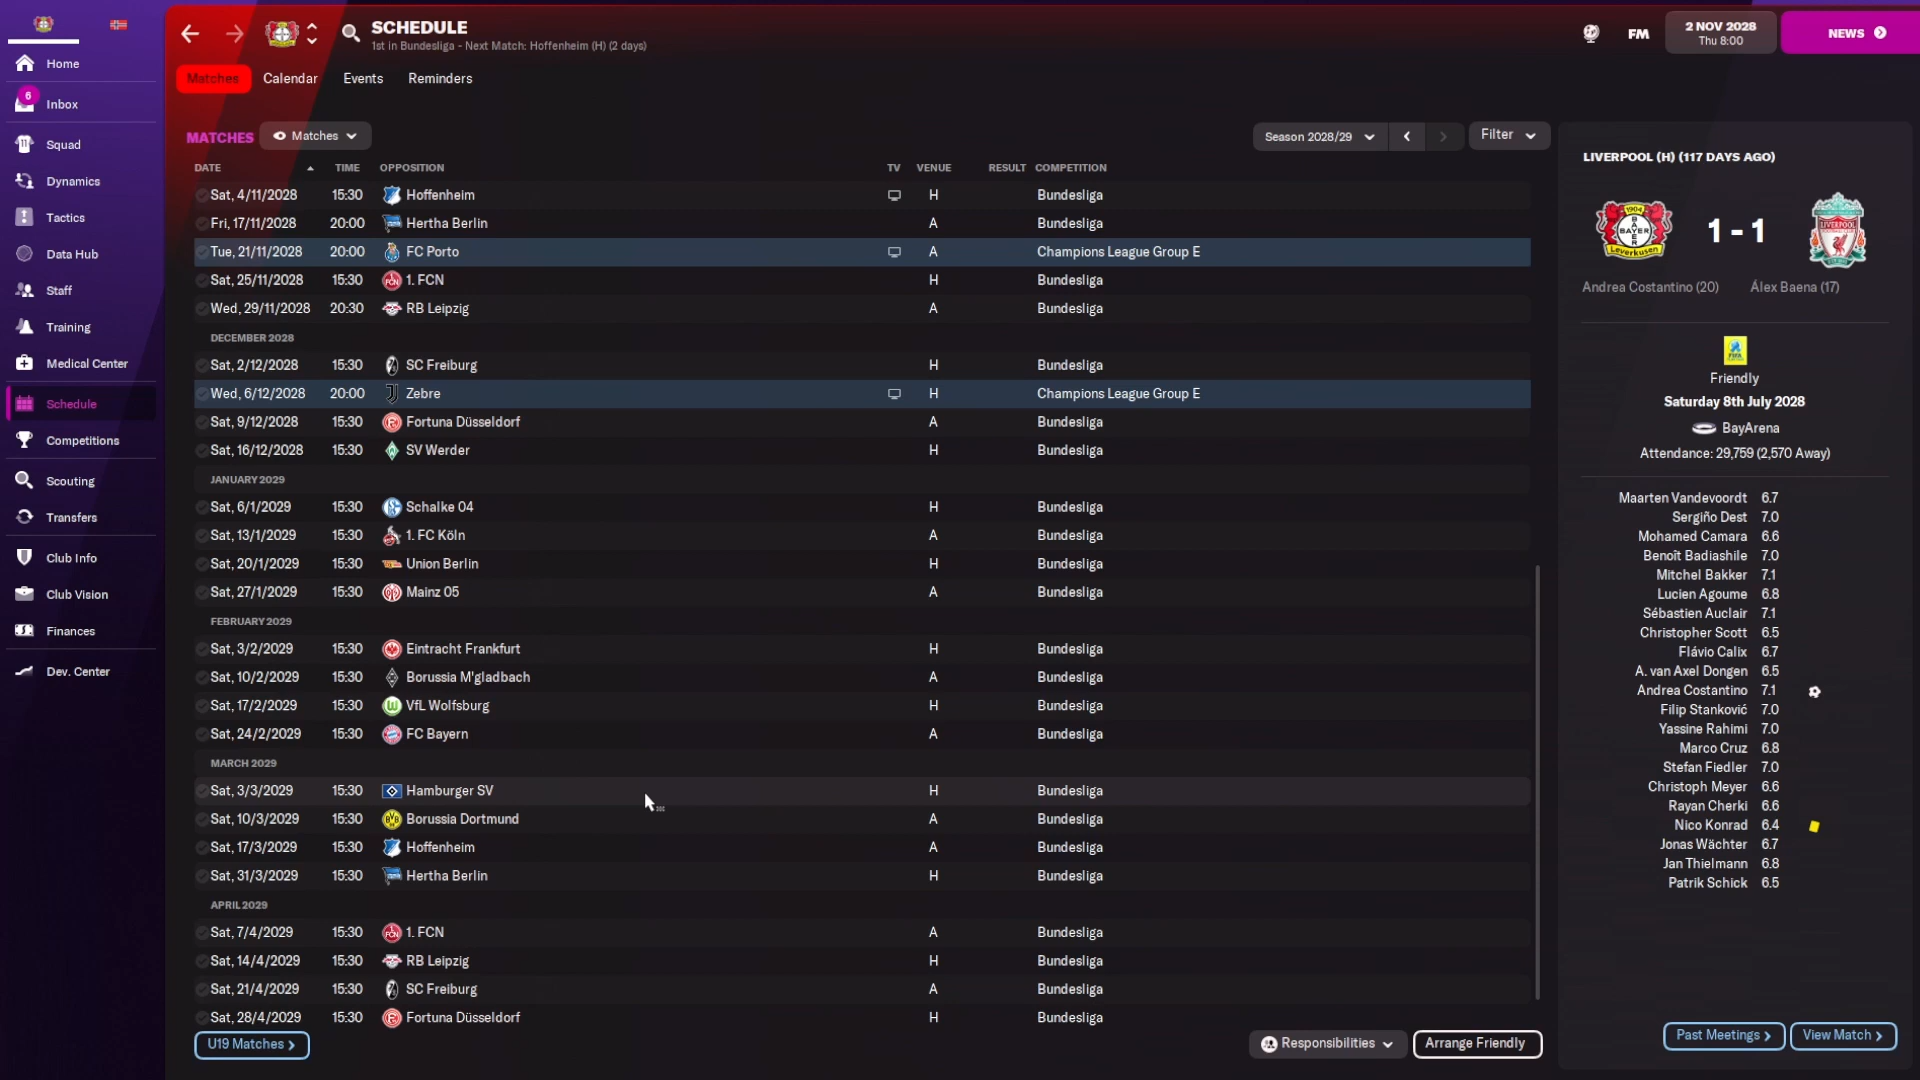 SCHEDULE
1st in Bundesliga - Next Match: Hoffenheim (H) (2 days)
FM
2 NOV 2028
Thu 8:00
NEWS
Home
6
Inbox
Squad
Dynamics
Tactics
Data Hub
Staff
Training
Medical Center
Schedule
Competitions
Scouting
Transfers
Club Info
Club Vision
Finances
Dev. Center
Matches Calendar Events Reminders
MATCHES Matches Season 2028/29 Filter
DATE TIME OPPOSITION TV VENUE RESULT COMPETITION
Sat, 4/11/2028 15:30 Hoffenheim H Bundesliga
Fri, 17/11/2028 20:00 Hertha Berlin A Bundesliga
Tue, 21/11/2028 20:00 FC Porto A Champions League Group E
Sat, 25/11/2028 15:30 1. FCN H Bundesliga
Wed, 29/11/2028 20:30 RB Leipzig A Bundesliga
DECEMBER 2028
Sat, 2/12/2028 15:30 SC Freiburg H Bundesliga
Wed, 6/12/2028 20:00 Zebre H Champions League Group E
Sat, 9/12/2028 15:30 Fortuna Düsseldorf A Bundesliga
Sat, 16/12/2028 15:30 SV Werder H Bundesliga
JANUARY 2029
Sat, 6/1/2029 15:30 Schalke 04 H Bundesliga
Sat, 13/1/2029 15:30 1. FC Köln A Bundesliga
Sat, 20/1/2029 15:30 Union Berlin H Bundesliga
Sat, 27/1/2029 15:30 Mainz 05 A Bundesliga
FEBRUARY 2029
Sat, 3/2/2029 15:30 Eintracht Frankfurt H Bundesliga
Sat, 10/2/2029 15:30 Borussia M'gladbach A Bundesliga
Sat, 17/2/2029 15:30 VfL Wolfsburg H Bundesliga
Sat, 24/2/2029 15:30 FC Bayern A Bundesliga
MARCH 2029
Sat, 3/3/2029 15:30 Hamburger SV H Bundesliga
Sat, 10/3/2029 15:30 Borussia Dortmund A Bundesliga
Sat, 17/3/2029 15:30 Hoffenheim A Bundesliga
Sat, 31/3/2029 15:30 Hertha Berlin H Bundesliga
APRIL 2029
Sat, 7/4/2029 15:30 1. FCN A Bundesliga
Sat, 14/4/2029 15:30 RB Leipzig H Bundesliga
Sat, 21/4/2029 15:30 SC Freiburg A Bundesliga
Sat, 28/4/2029 15:30 Fortuna Düsseldorf H Bundesliga
U19 Matches Responsibilities Arrange Friendly
LIVERPOOL (H) (117 DAYS AGO)
1904
BAYER
Leverkusen
1 - 1
LIVERPOOL
Andrea Costantino (20) Álex Baena (17)
Friendly
Saturday 8th July 2028
BayArena
Attendance: 29,759 (2,570 Away)
Maarten Vandevoordt 6.7
Sergiño Dest 7.0
Mohamed Camara 6.6
Benoît Badiashile 7.0
Mitchel Bakker 7.1
Lucien Agoume 6.8
Sébastien Auclair 7.1
Christopher Scott 6.5
Flávio Calix 6.7
A. van Axel Dongen 6.5
Andrea Costantino 7.1
Filip Stanković 7.0
Yassine Rahimi 7.0
Marco Cruz 6.8
Stefan Fiedler 7.0
Christoph Meyer 6.6
Rayan Cherki 6.6
Nico Konrad 6.4
Jonas Wächter 6.7
Jan Thielmann 6.8
Patrik Schick 6.5
Past Meetings View Match